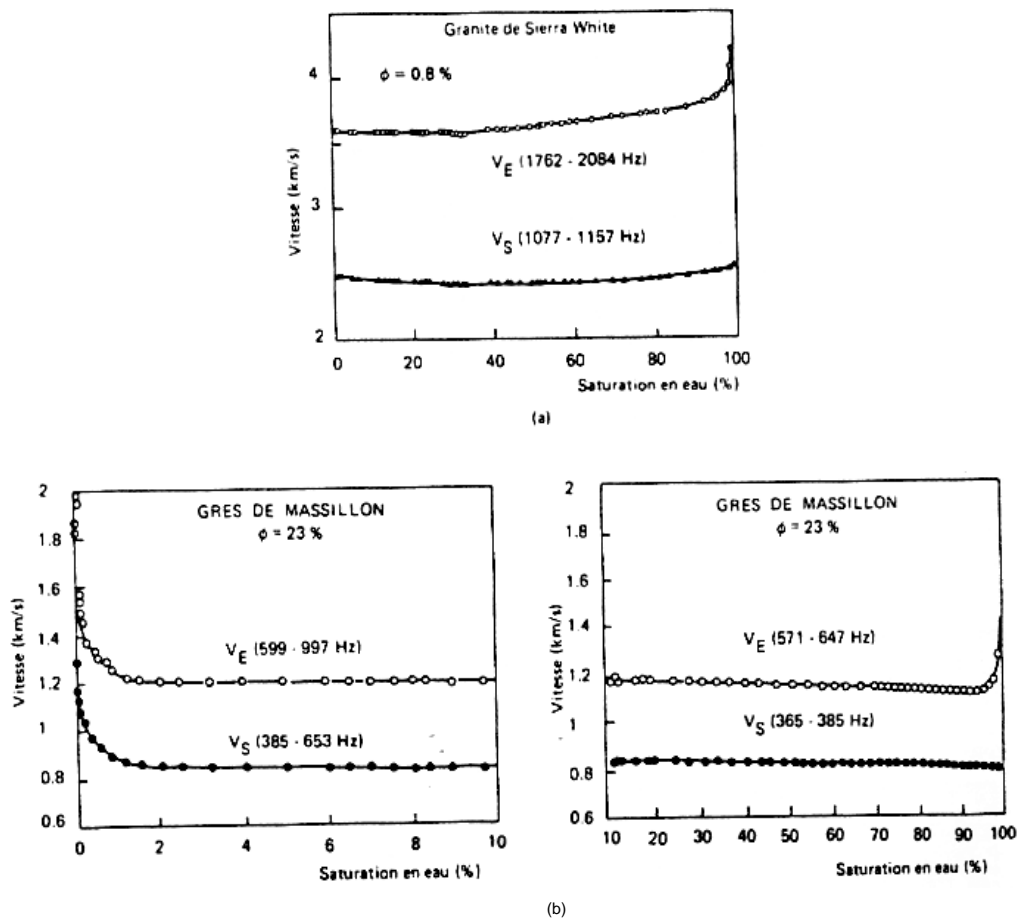 Granite de Sierra White
ϕ = 0.8 %
4
3
2
Vitesse (km/s)
V_E (1762 - 2084 Hz)
V_S (1077 - 1157 Hz)
0 20 40 60 80 100
Saturation en eau (%)
(a)
GRES DE MASSILLON
ϕ = 23 %
2
1.8
1.6
1.4
1.2
1
0.8
0.6
Vitesse (km/s)
V_E (599 - 997 Hz)
V_S (385 - 653 Hz)
0 2 4 6 8 10
Saturation en eau (%)
GRES DE MASSILLON
ϕ = 23 %
2
1.8
1.6
1.4
1.2
1
0.8
0.6
Vitesse (km/s)
V_E (571 - 647 Hz)
V_S (365 - 385 Hz)
10 20 30 40 50 60 70 80 90 100
Saturation en eau (%)
(b)